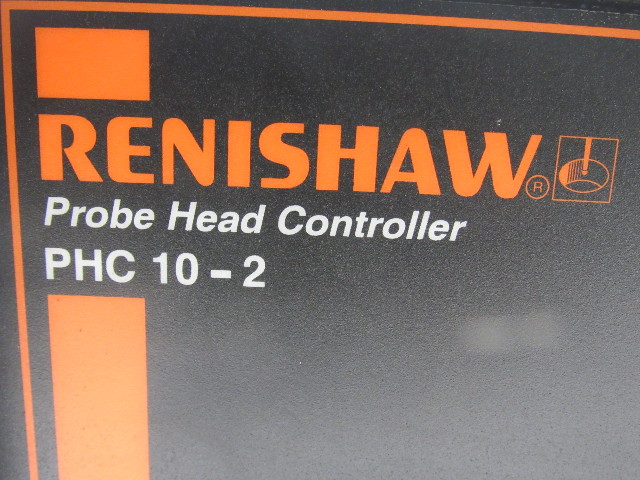 RENISHAW®
Probe Head Controller
PHC 10 - 2